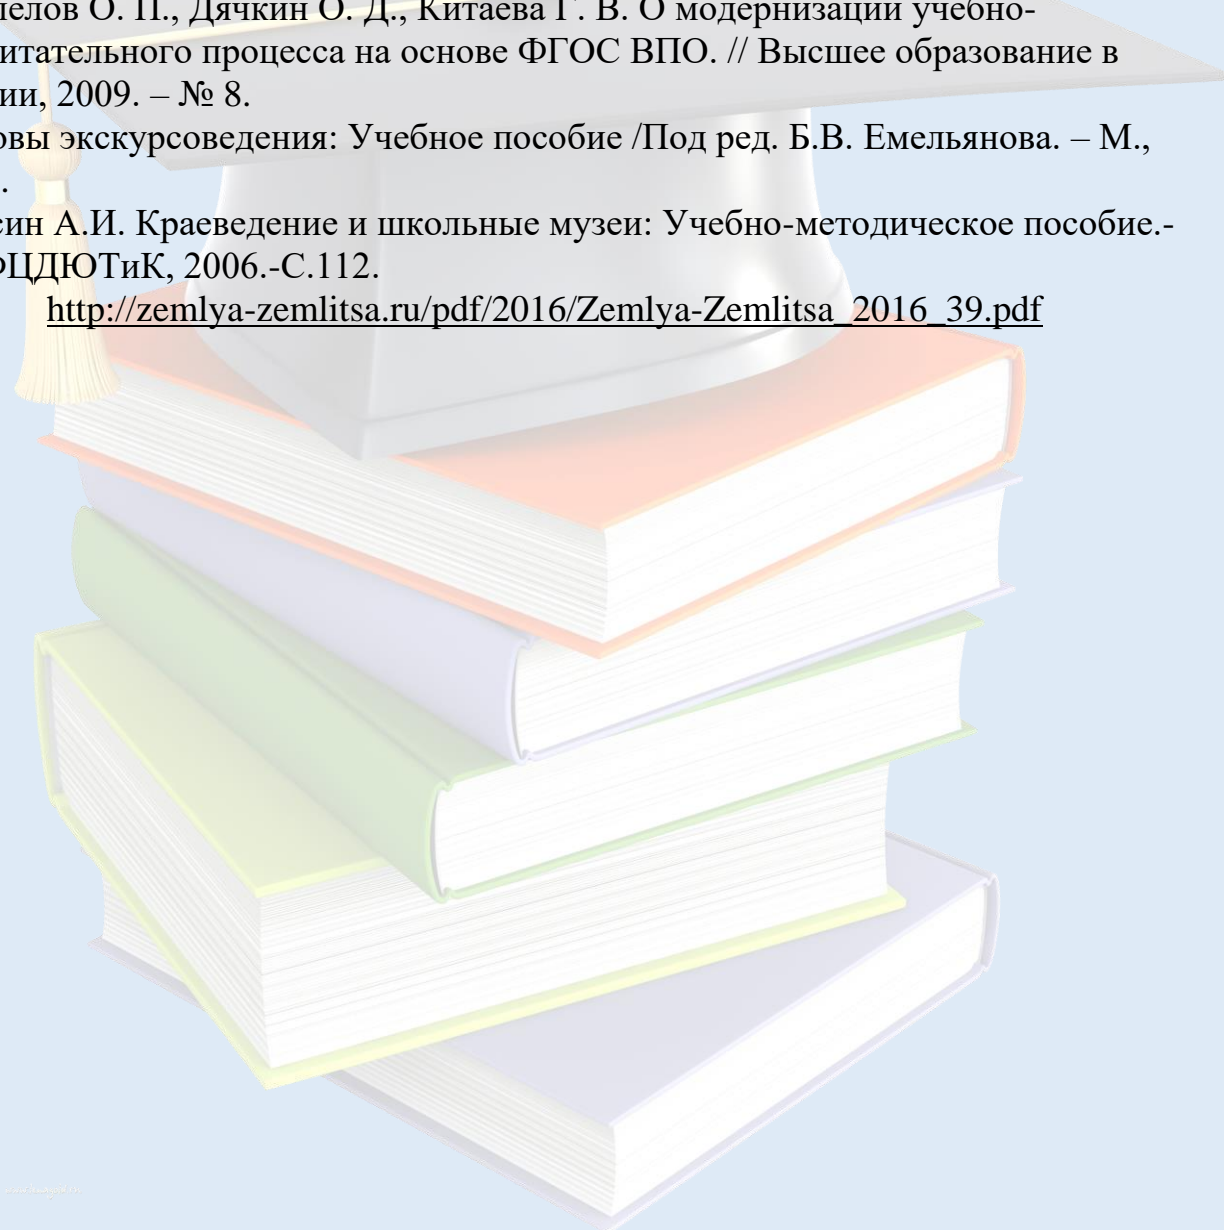 пелов О. П., Дячкин О. Д., Китаева Г. В. О модернизации учебно-
итательного процесса на основе ФГОС ВПО. // Высшее образование в
ии, 2009. – № 8.
овы экскурсоведения: Учебное пособие /Под ред. Б.В. Емельянова. – М.,
.
син А.И. Краеведение и школьные музеи: Учебно-методическое пособие.-
ФЦДЮТиК, 2006.-С.112.
http://zemlya-zemlitsa.ru/pdf/2016/Zemlya-Zemlitsa_2016_39.pdf